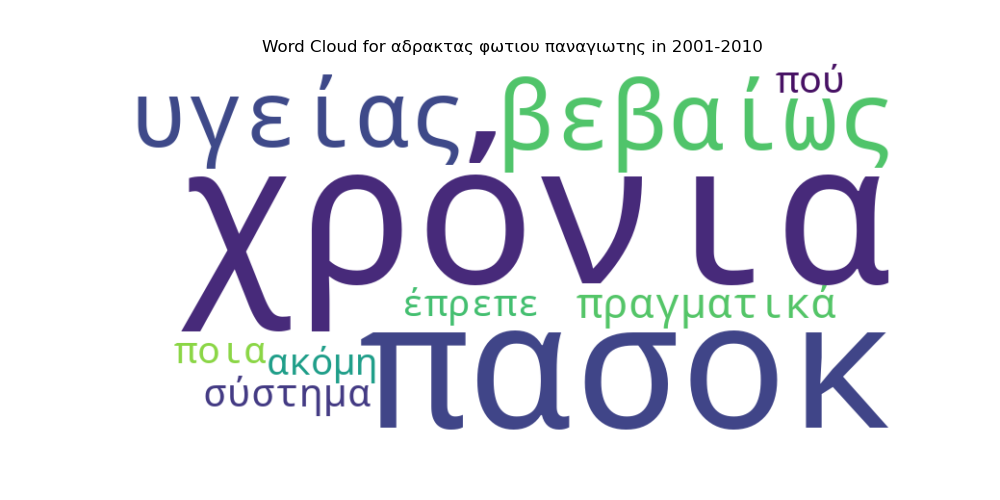 Word Cloud for αδρακτας φωτιου παναγιωτης in 2001-2010
πού
υγείας βεβαίως
χρόνια
έπρεπε πραγματικά
ποια ακόμη πασοκ
σύστημα